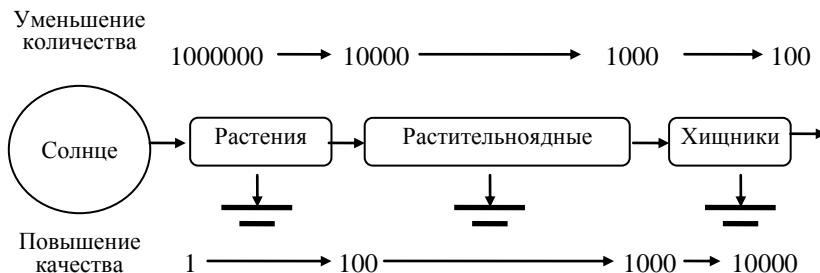 Уменьшение
количества
1000000 10000 1000 100
Солнце Растения Растительноядные Хищники
Повышение
качества
1 100 1000 10000